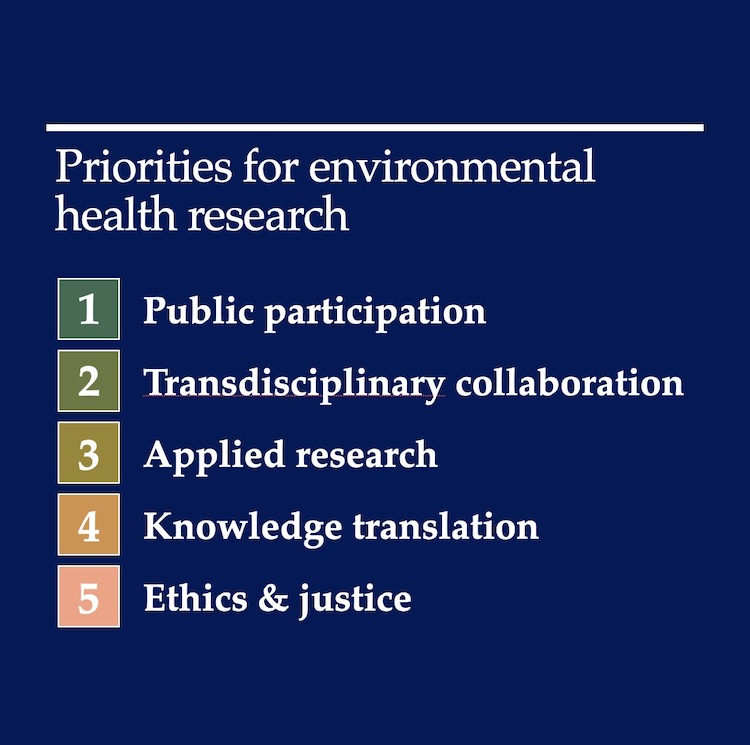 Priorities for environmental
health research
1 Public participation
2 Transdisciplinary collaboration
3 Applied research
4 Knowledge translation
5 Ethics & justice